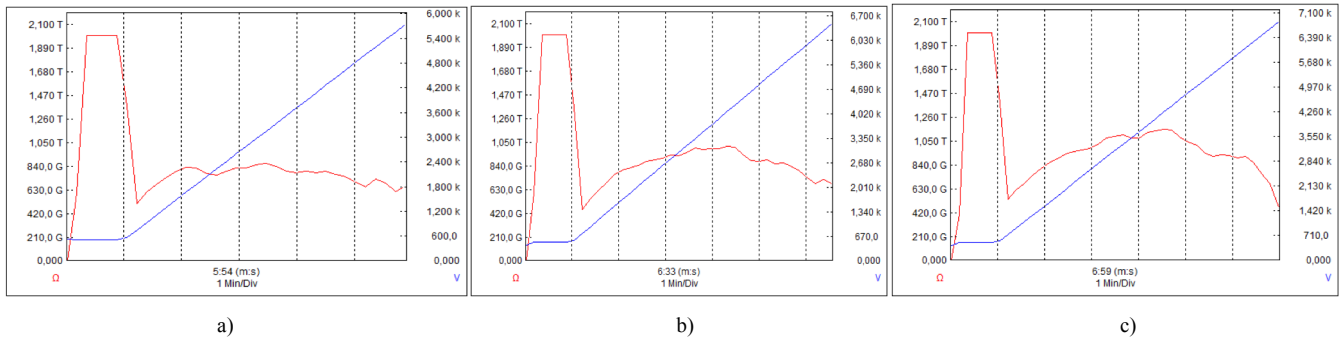 2,100 T
1,890 T
1,680 T
1,470 T
1,260 T
1,050 T
840,0 G
630,0 G
420,0 G
210,0 G
0,000
6,000 k
5,400 k
4,800 k
4,200 k
3,600 k
3,000 k
2,400 k
1,800 k
1,200 k
600,0
0,000
Ω
5:54 (m:s)
1 Min/Div
V
a)
2,100 T
1,890 T
1,680 T
1,470 T
1,260 T
1,050 T
840,0 G
630,0 G
420,0 G
210,0 G
0,000
6,700 k
6,030 k
5,360 k
4,690 k
4,020 k
3,350 k
2,680 k
2,010 k
1,340 k
670,0
0,000
Ω
6:33 (m:s)
1 Min/Div
V
b)
2,100 T
1,890 T
1,680 T
1,470 T
1,260 T
1,050 T
840,0 G
630,0 G
420,0 G
210,0 G
0,000
7,100 k
6,390 k
5,680 k
4,970 k
4,260 k
3,550 k
2,840 k
2,130 k
1,420 k
710,0
0,000
Ω
6:59 (m:s)
1 Min/Div
V
c)